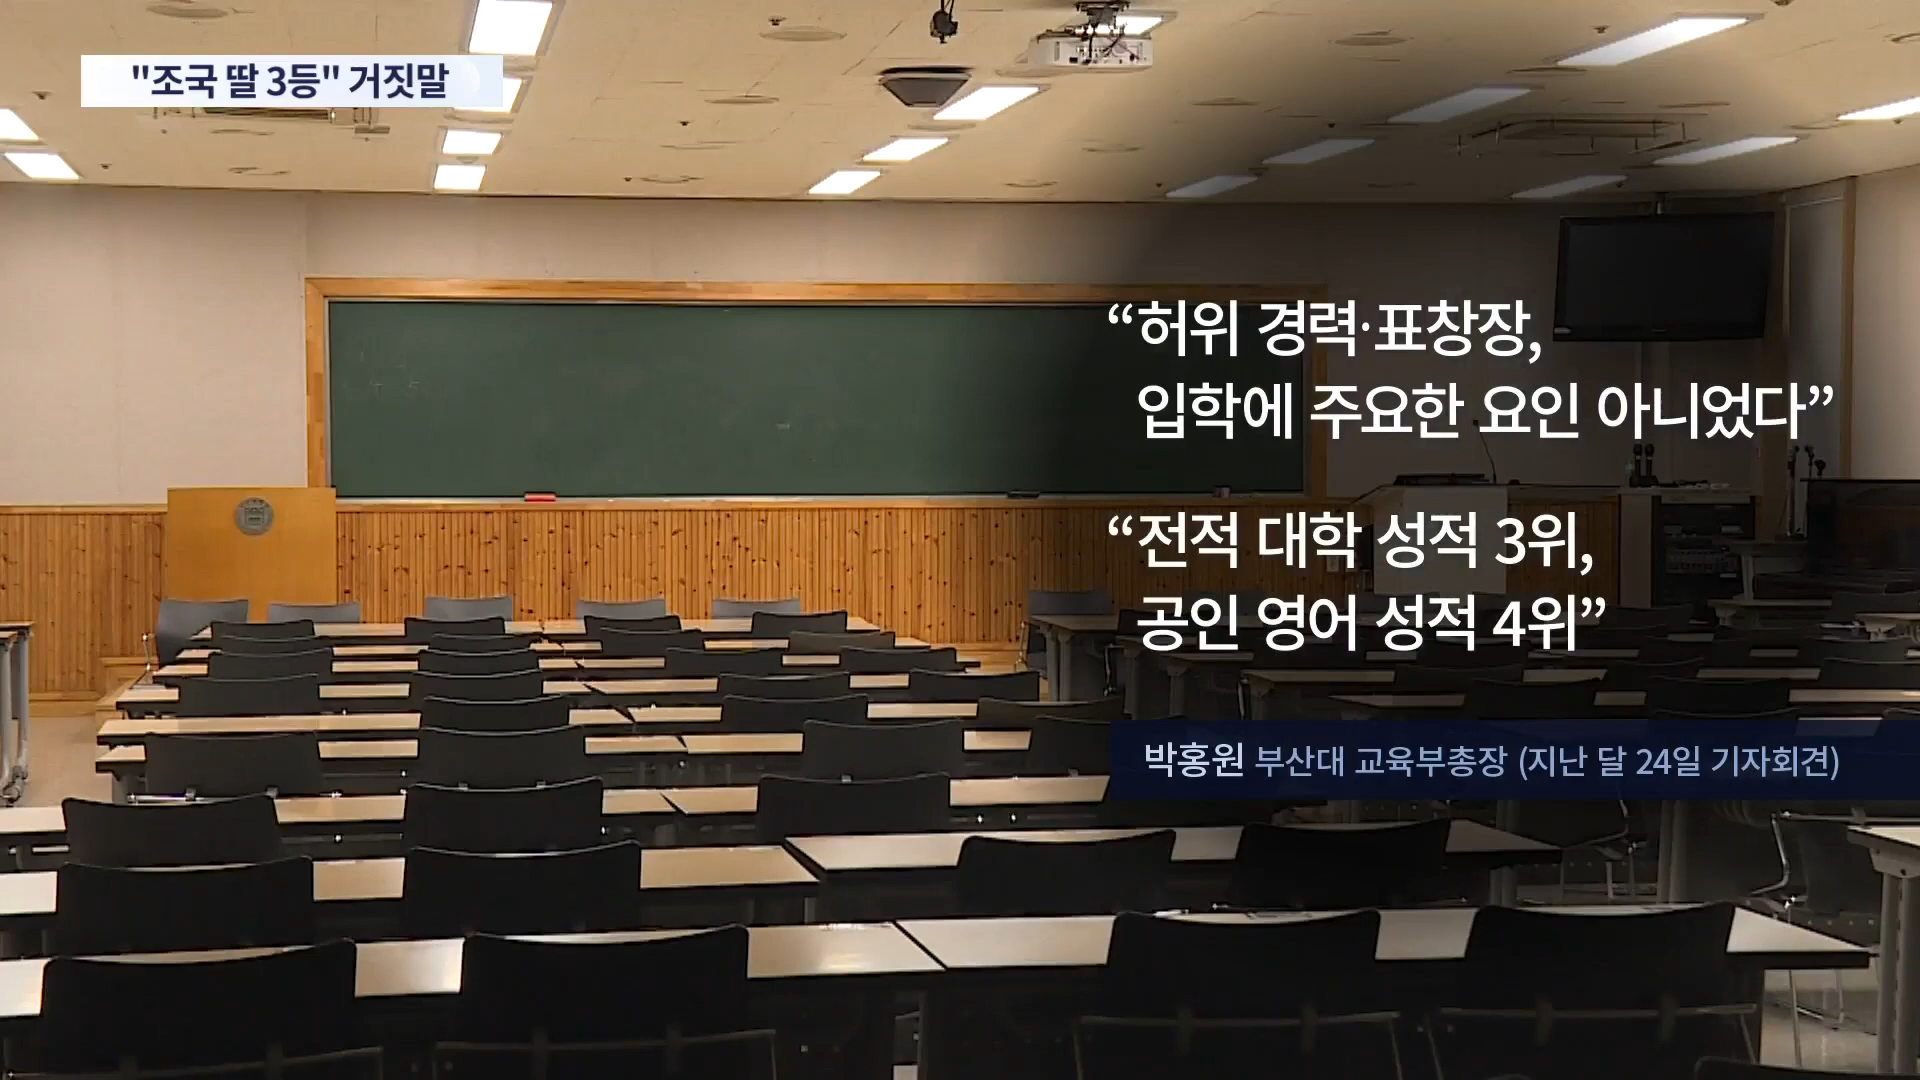 "조국 딸 3등" 거짓말
“허위 경력·표창장,
입학에 주요한 요인 아니었다”
“전적 대학 성적 3위,
공인 영어 성적 4위”
박홍원 부산대 교육부총장 (지난 달 24일 기자회견)